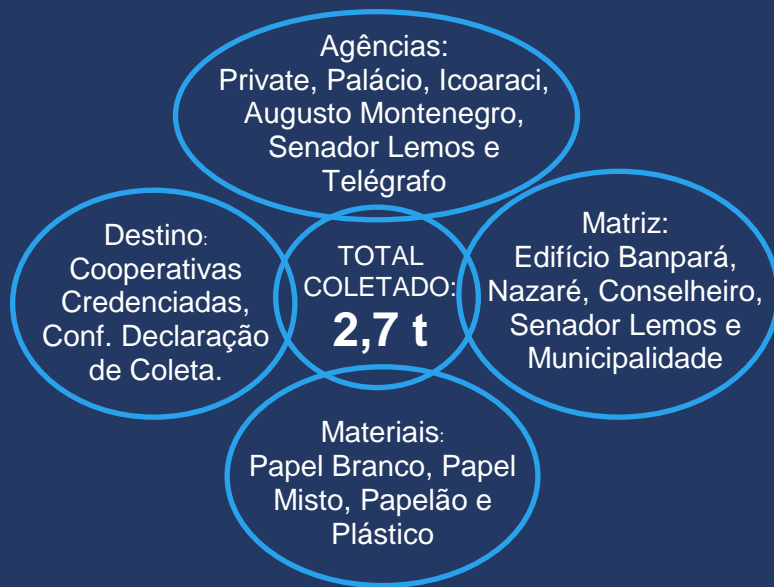 Agências:
Private, Palácio, Icoaraci,
Augusto Montenegro,
Senador Lemos e
Telégrafo
Destino:
Cooperativas
Credenciadas,
Conf. Declaração
de Coleta.
TOTAL
COLETADO:
2,7 t
Matriz:
Edifício Banpará,
Nazaré, Conselheiro,
Senador Lemos e
Municipalidade
Materiais:
Papel Branco, Papel
Misto, Papelão e
Plástico